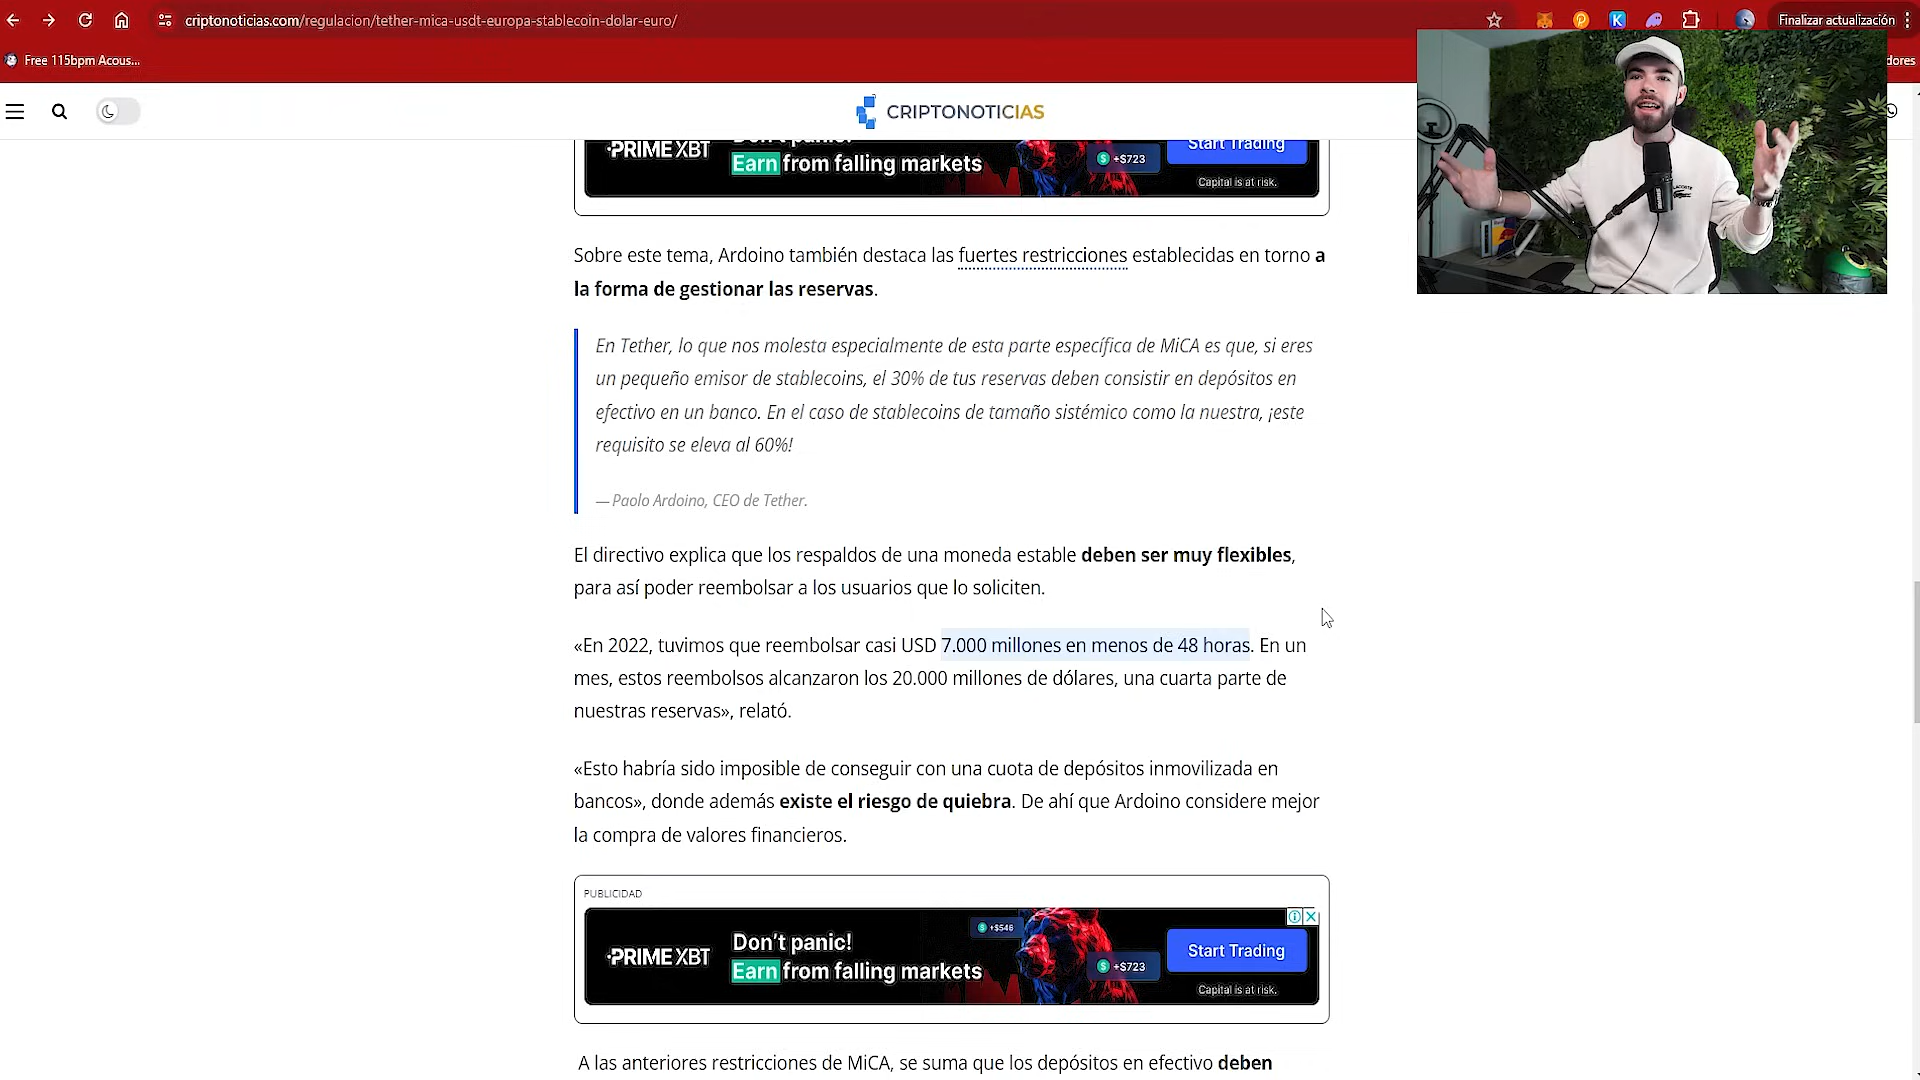 criptonoticias.com/regulacion/tether-mica-usdt-europa-stablecoin-dolar-euro/
Finalizar actualización
Free 115bpm Acous...
dores
CRIPTONOTICIAS
PRIME XBT
Don't panic!
Earn from falling markets
+$723
Start Trading
Capital is at risk.
Sobre este tema, Ardoino también destaca las fuertes restricciones establecidas en torno a
la forma de gestionar las reservas.
En Tether, lo que nos molesta especialmente de esta parte específica de MiCA es que, si eres
un pequeño emisor de stablecoins, el 30% de tus reservas deben consistir en depósitos en
efectivo en un banco. En el caso de stablecoins de tamaño sistémico como la nuestra, ¡este
requisito se eleva al 60%!
— Paolo Ardoino, CEO de Tether.
El directivo explica que los respaldos de una moneda estable deben ser muy flexibles,
para así poder reembolsar a los usuarios que lo soliciten.
«En 2022, tuvimos que reembolsar casi USD 7.000 millones en menos de 48 horas. En un
mes, estos reembolsos alcanzaron los 20.000 millones de dólares, una cuarta parte de
nuestras reservas», relató.
«Esto habría sido imposible de conseguir con una cuota de depósitos inmovilizada en
bancos», donde además existe el riesgo de quiebra. De ahí que Ardoino considere mejor
la compra de valores financieros.
PUBLICIDAD
PRIME XBT
Don't panic!
Earn from falling markets
+$546
+$723
Start Trading
Capital is at risk.
A las anteriores restricciones de MiCA, se suma que los depósitos en efectivo deben